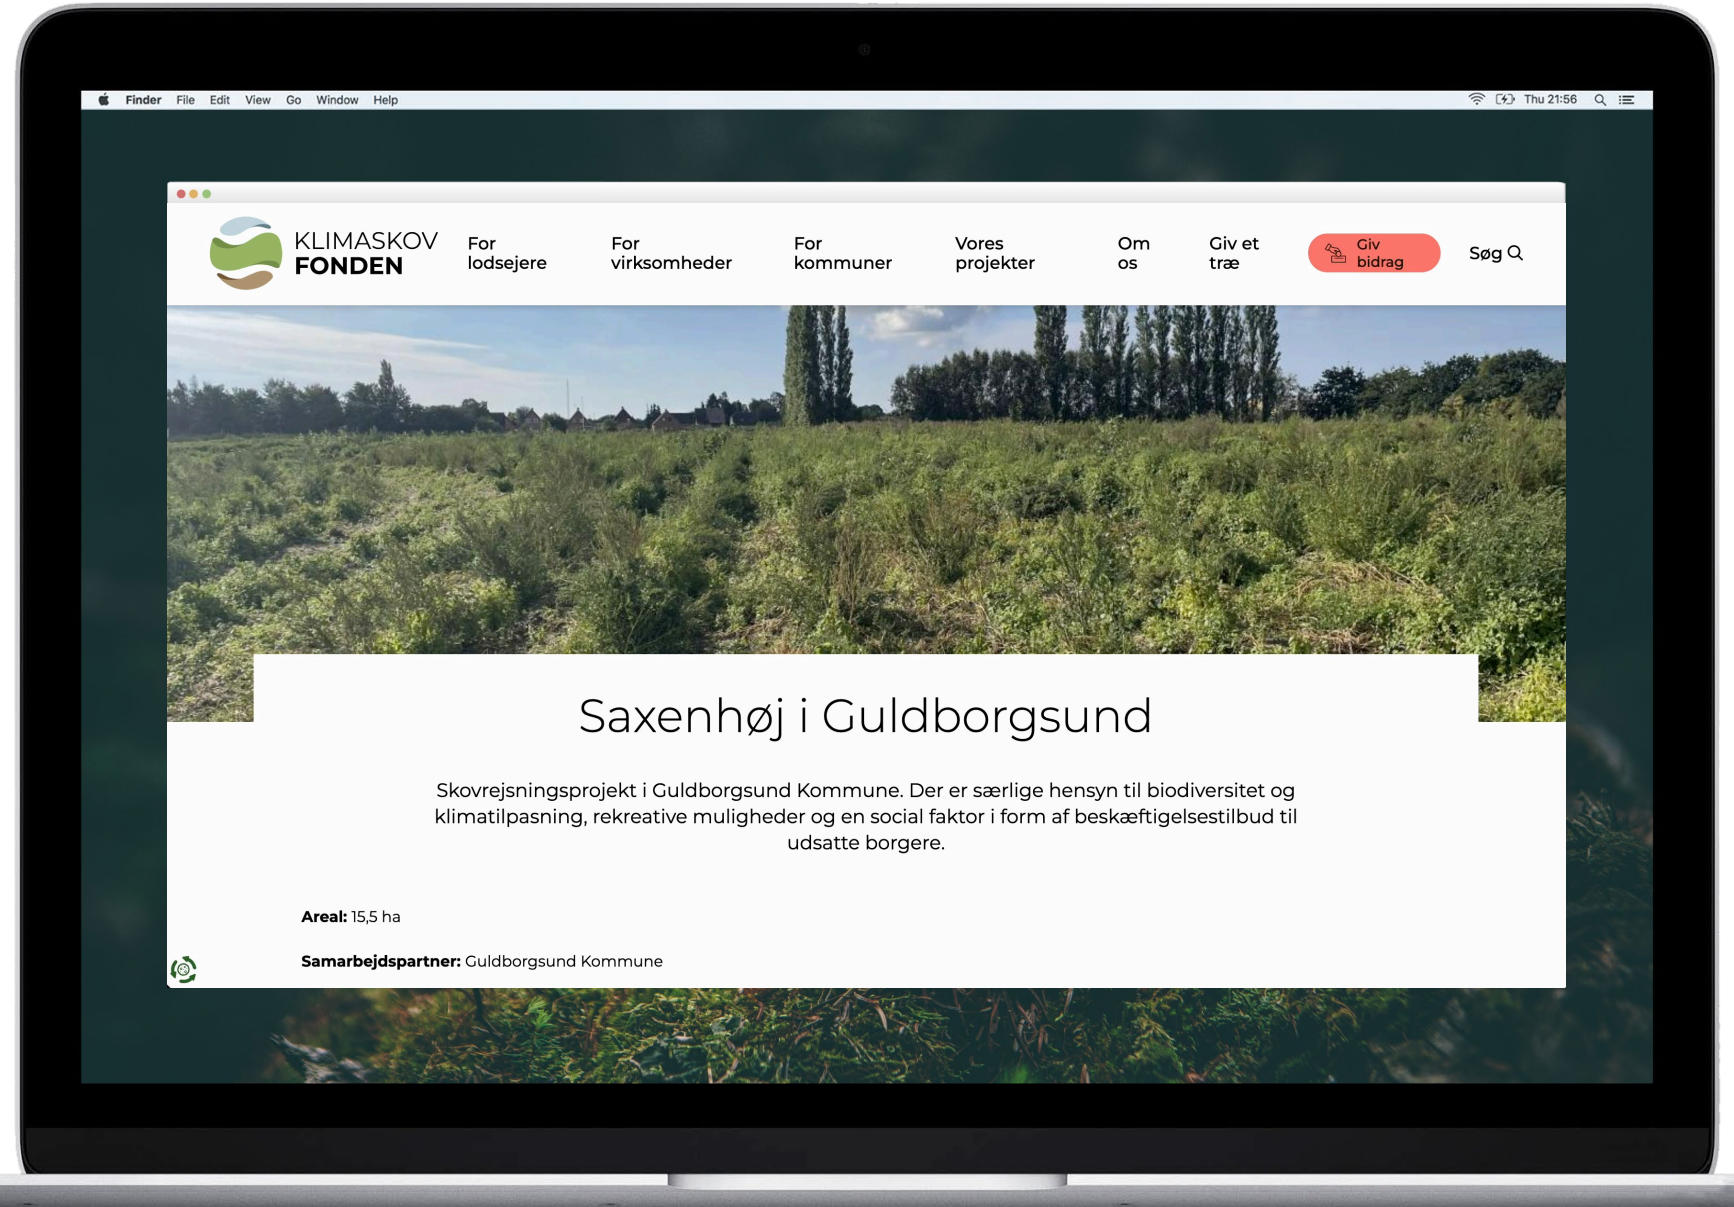 Finder File Edit View Go Window Help
Thu 21:56
KLIMASKOV
FONDEN
For
lodsejere
For
virksomheder
For
kommuner
Vores
projekter
Om
os
Giv et
træ
Giv
bidrag
Søg
Saxenhøj i Guldborgsund
Skovrejsningsprojekt i Guldborgsund Kommune. Der er særlige hensyn til biodiversitet og
klimatilpasning, rekreative muligheder og en social faktor i form af beskæftigelsestilbud til
udsatte borgere.
Areal: 15,5 ha
Samarbejdspartner: Guldborgsund Kommune